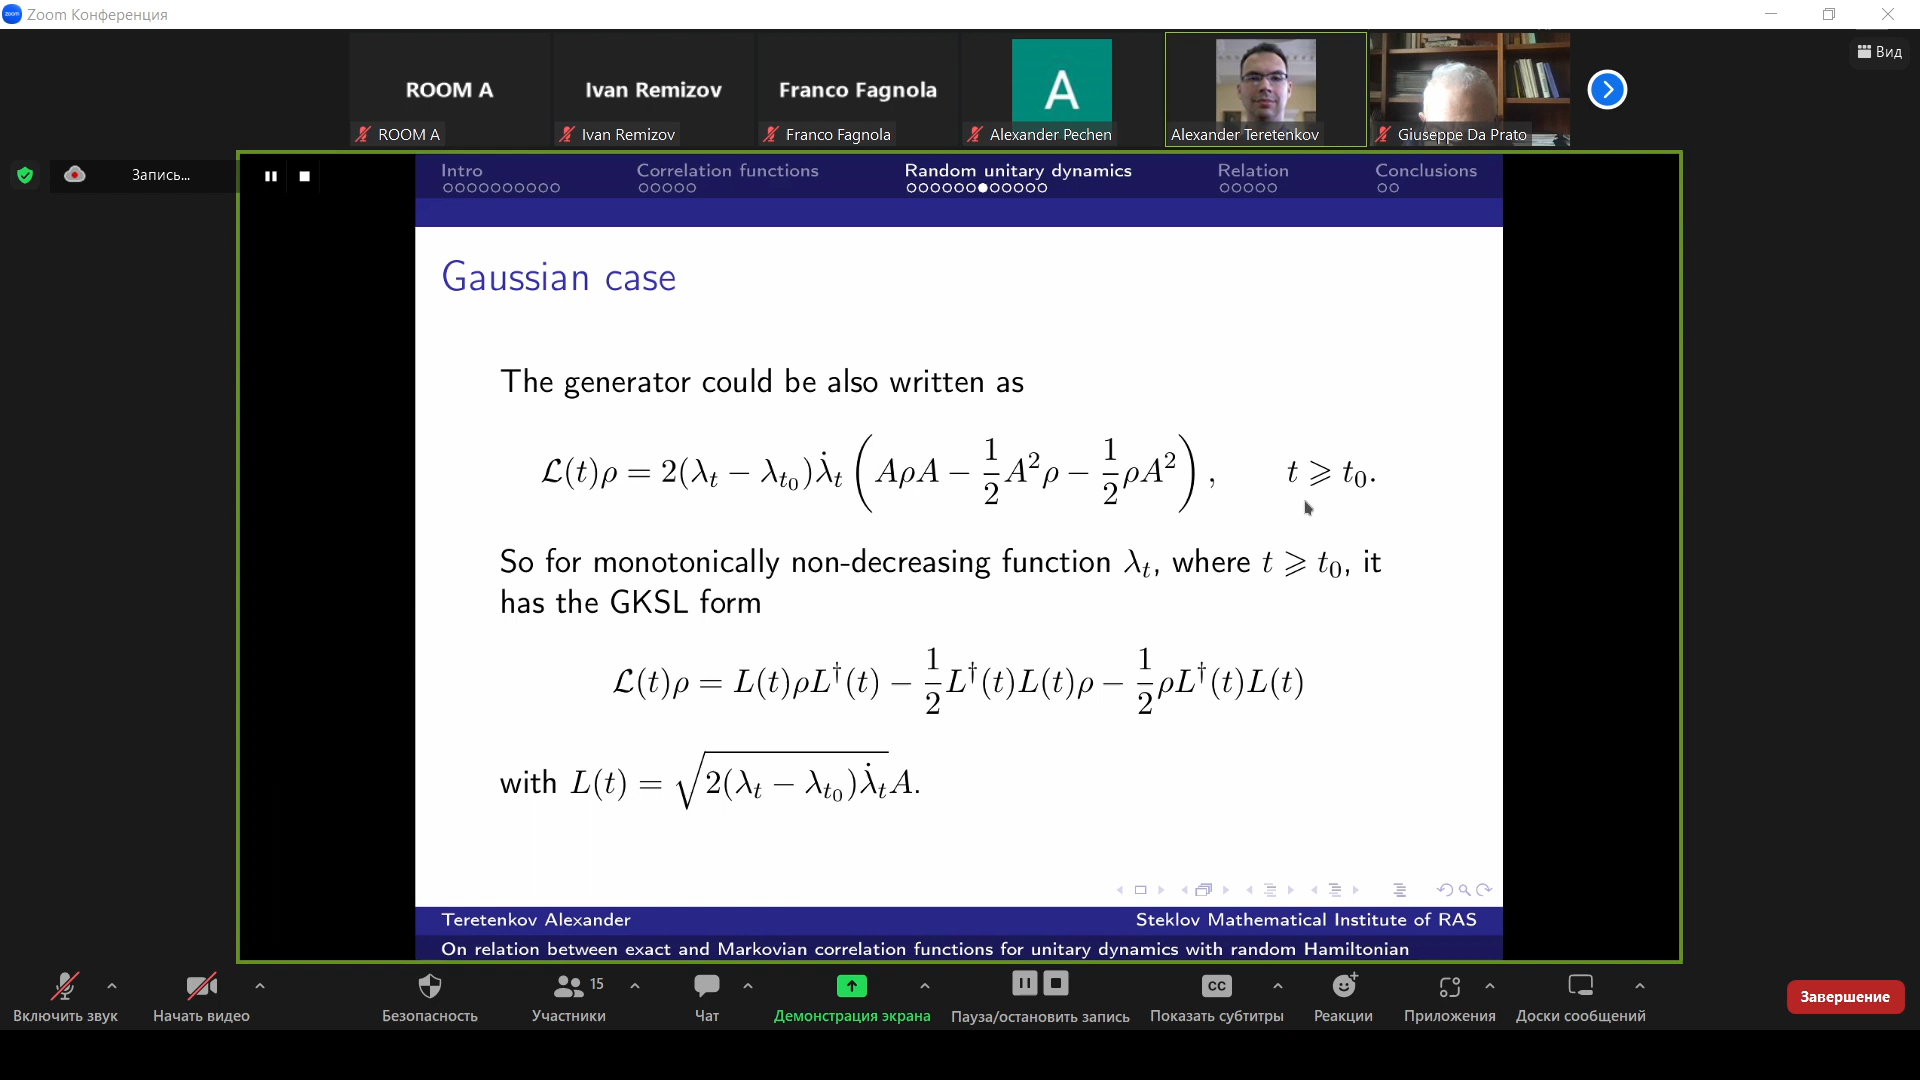 zoom Zoom Конференция
ROOM A
Ivan Remizov
Franco Fagnola
A
ROOM A
Ivan Remizov
Franco Fagnola
Alexander Pechen
Alexander Teretenkov
Giuseppe Da Prato
Вид
Запись...
Intro
Correlation functions
Random unitary dynamics
Relation
Conclusions
Gaussian case
The generator could be also written as
ℒ(t)ρ = 2(λ_t − λ_{t_0})λ̇_t (AρA − 1/2 A²ρ − 1/2 ρA²), t ⩾ t_0.
So for monotonically non-decreasing function λ_t, where t ⩾ t_0, it
has the GKSL form
ℒ(t)ρ = L(t)ρL†(t) − 1/2 L†(t)L(t)ρ − 1/2 ρL†(t)L(t)
with L(t) = √(2(λ_t − λ_{t_0})λ̇_t) A.
Teretenkov Alexander
Steklov Mathematical Institute of RAS
On relation between exact and Markovian correlation functions for unitary dynamics with random Hamiltonian
15
CC
Включить звук
Начать видео
Безопасность
Участники
Чат
Демонстрация экрана
Пауза/остановить запись
Показать субтитры
Реакции
Приложения
Доски сообщений
Завершение